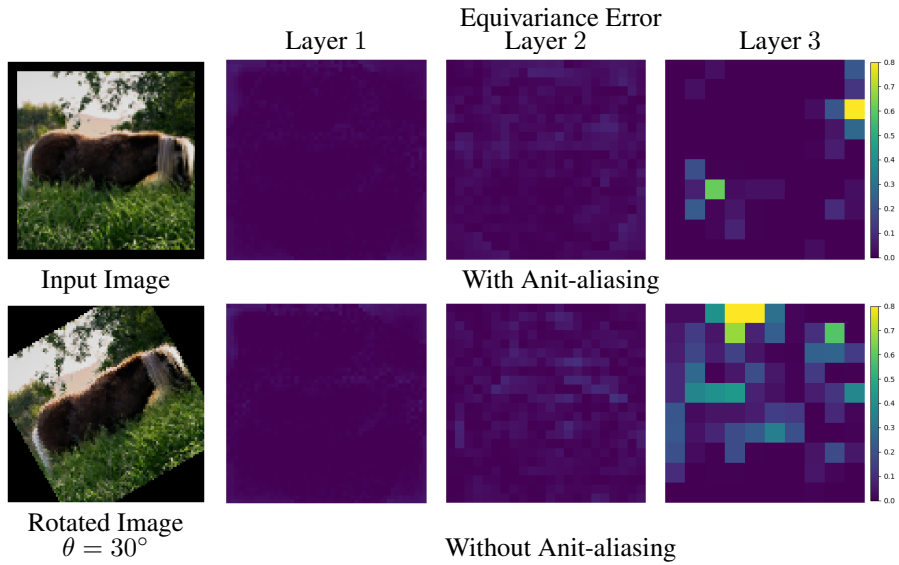 Equivariance Error
Layer 1
Layer 2
Layer 3
0.8
0.7
0.6
0.5
0.4
0.3
0.2
0.1
0.0
Input Image
With Anit-aliasing
0.8
0.7
0.6
0.5
0.4
0.3
0.2
0.1
0.0
Rotated Image
θ = 30°
Without Anit-aliasing